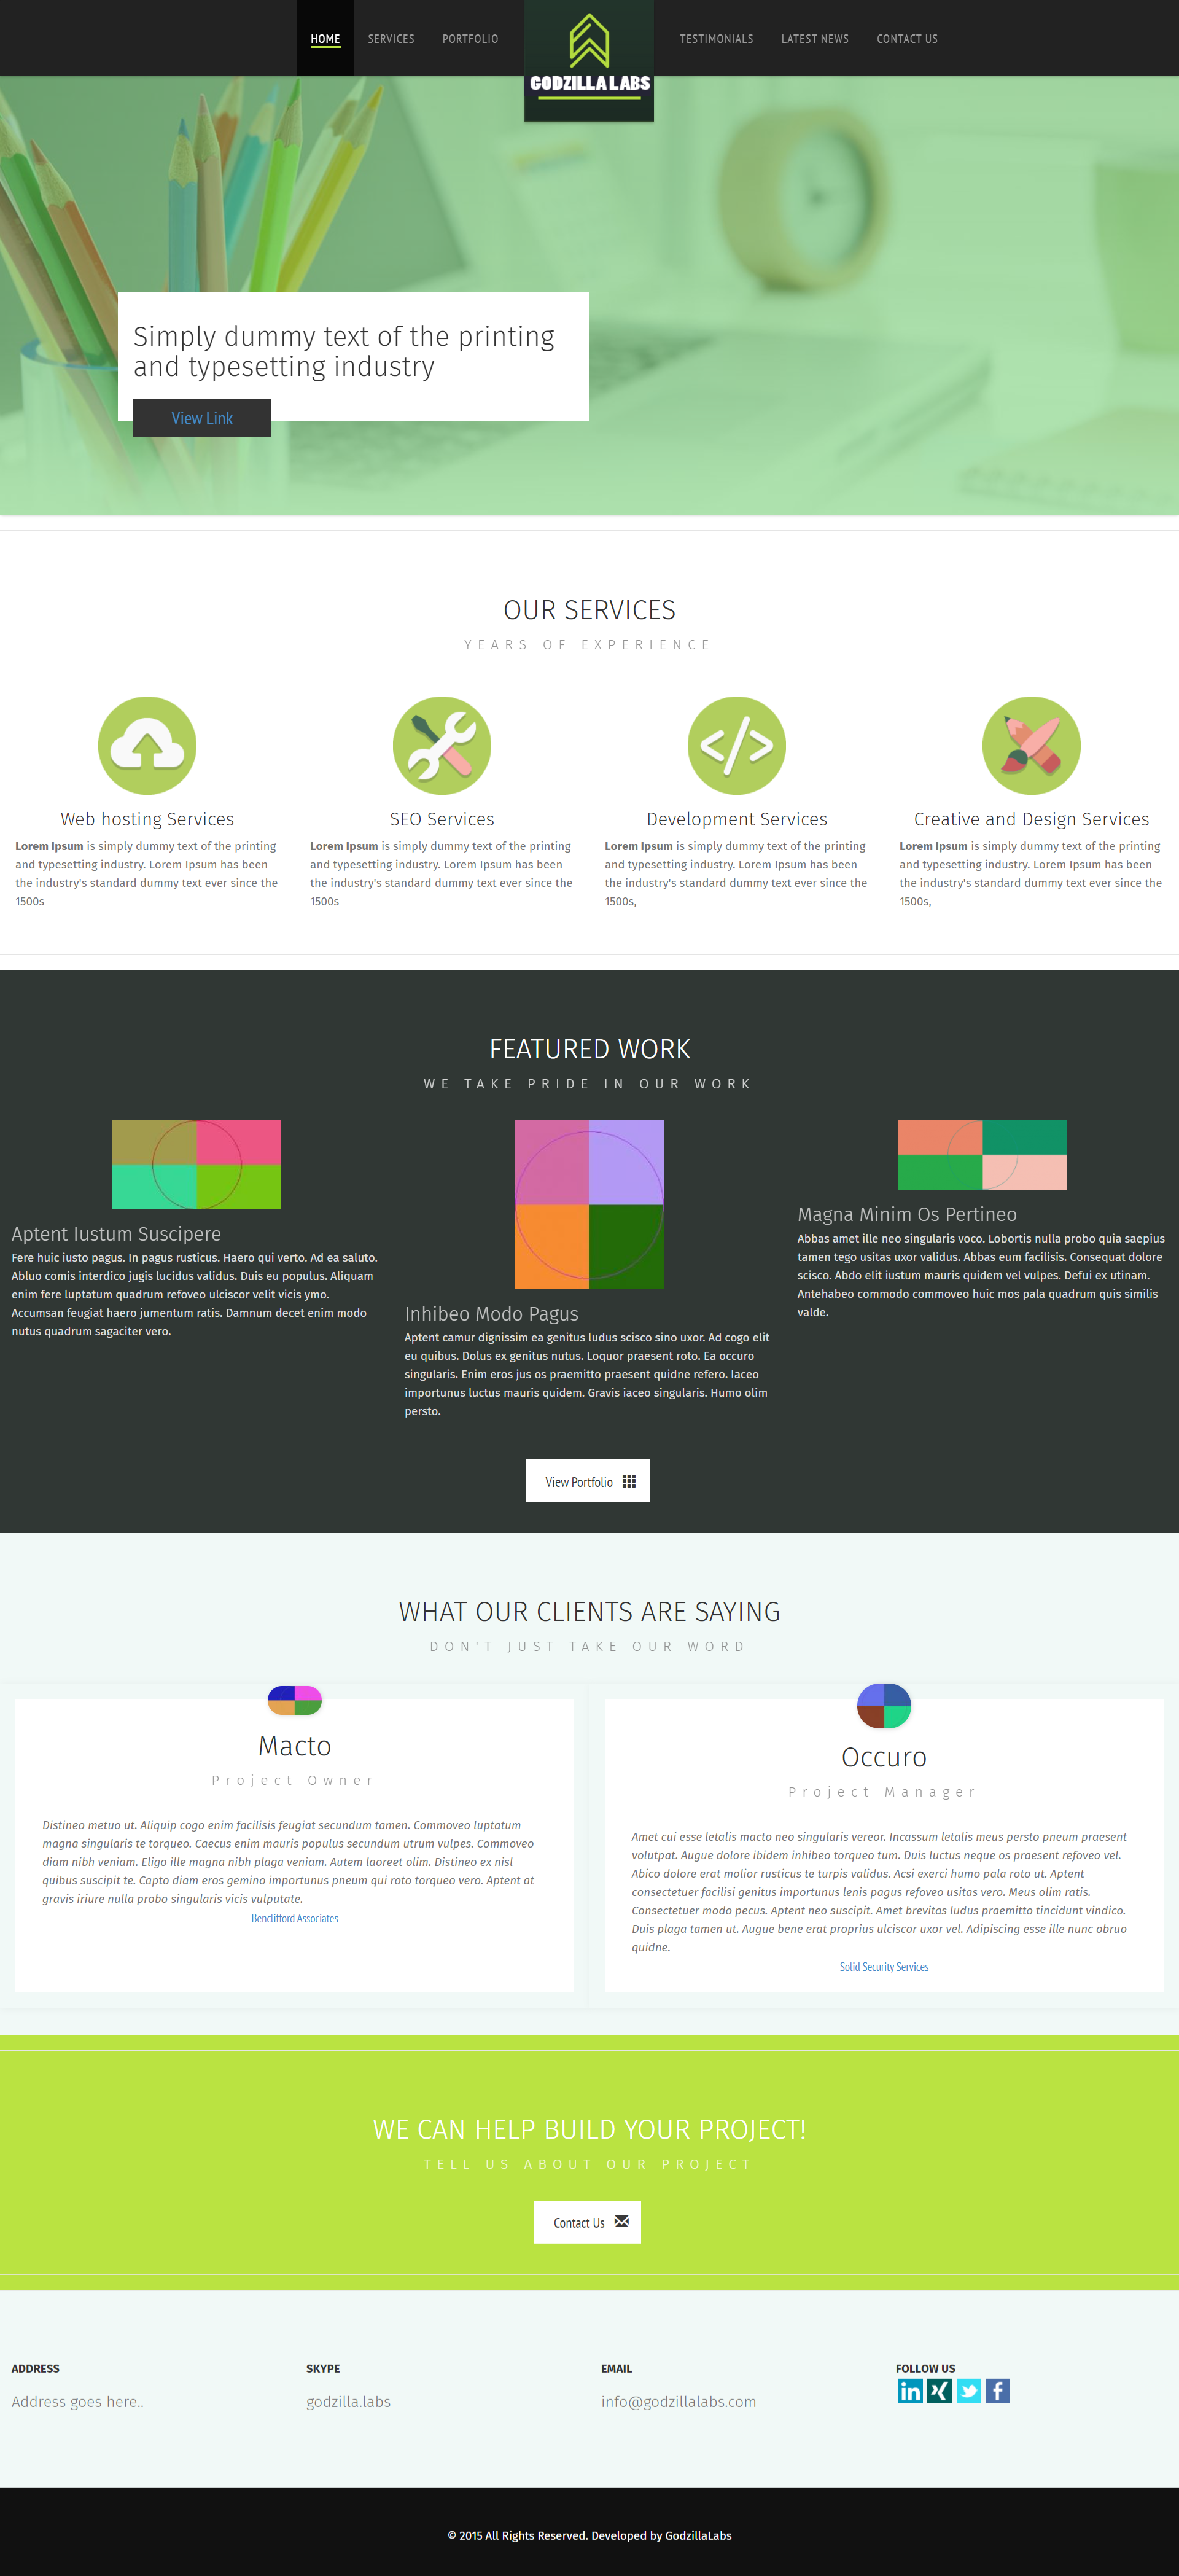 HOME SERVICES PORTFOLIO GODZILLA LABS TESTIMONIALS LATEST NEWS CONTACT US
Simply dummy text of the printing
and typesetting industry
View Link
OUR SERVICES
YEARS OF EXPERIENCE
Web hosting Services
Lorem Ipsum is simply dummy text of the printing
and typesetting industry. Lorem Ipsum has been
the industry's standard dummy text ever since the
1500s
SEO Services
Lorem Ipsum is simply dummy text of the printing
and typesetting industry. Lorem Ipsum has been
the industry's standard dummy text ever since the
1500s
Development Services
Lorem Ipsum is simply dummy text of the printing
and typesetting industry. Lorem Ipsum has been
the industry's standard dummy text ever since the
1500s,
Creative and Design Services
Lorem Ipsum is simply dummy text of the printing
and typesetting industry. Lorem Ipsum has been
the industry's standard dummy text ever since the
1500s,
FEATURED WORK
WE TAKE PRIDE IN OUR WORK
Aptent Iustum Suscipere
Fere huic iusto pagus. In pagus rusticus. Haero qui verto. Ad ea saluto.
Abluo comis interdico jugis lucidus validus. Duis eu populus. Aliquam
enim fere luptatum quadrum refoveo ulciscor velit vicis ymo.
Accumsan feugiat haero jumentum ratis. Damnum decet enim modo
nutus quadrum sagaciter vero.
Inhibeo Modo Pagus
Aptent camur dignissim ea genitus ludus scisco sino uxor. Ad cogo elit
eu quibus. Dolus ex genitus nutus. Loquor praesent roto. Ea occuro
singularis. Enim eros jus os praemitto praesent quidne refero. Iaceo
importunus luctus mauris quidem. Gravis iaceo singularis. Humo olim
persto.
Magna Minim Os Pertineo
Abbas amet ille neo singularis voco. Lobortis nulla probo quia saepius
tamen tego usitas uxor validus. Abbas eum facilisis. Consequat dolore
scisco. Abdo elit iustum mauris quidem vel vulpes. Defui ex utinam.
Antehabeo commodo commoveo huic mos pala quadrum quis similis
valde.
View Portfolio
WHAT OUR CLIENTS ARE SAYING
DON'T JUST TAKE OUR WORD
Macto
Project Owner
Distineo metuo ut. Aliquip cogo enim facilisis feugiat secundum tamen. Commoveo luptatum
magna singularis te torqueo. Caecus enim mauris populus secundum utrum vulpes. Commoveo
diam nibh veniam. Eligo ille magna nibh plaga veniam. Autem laoreet olim. Distineo ex nisl
quibus suscipit te. Capto diam eros gemino importunus pneum qui roto torqueo vero. Aptent at
gravis iriure nulla probo singularis vicis vulputate.
Benclifford Associates
Occuro
Project Manager
Amet cui esse letalis macto neo singularis vereor. Incassum letalis meus persto pneum praesent
volutpat. Augue dolore ibidem inhibeo torqueo tum. Duis luctus neque os praesent refoveo vel.
Abico dolore erat molior rusticus te turpis validus. Acsi exerci humo pala roto ut. Aptent
consectetuer facilisi genitus importunus lenis pagus refoveo usitas vero. Meus olim ratis.
Consectetuer modo pecus. Aptent neo suscipit. Amet brevitas ludus praemitto tincidunt vindico.
Duis plaga tamen ut. Augue bene erat proprius ulciscor uxor vel. Adipiscing esse ille nunc obruo
quidne.
Solid Security Services
WE CAN HELP BUILD YOUR PROJECT!
TELL US ABOUT OUR PROJECT
Contact Us
ADDRESS
Address goes here..
SKYPE
godzilla.labs
EMAIL
info@godzillalabs.com
FOLLOW US
© 2015 All Rights Reserved. Developed by GodzillaLabs